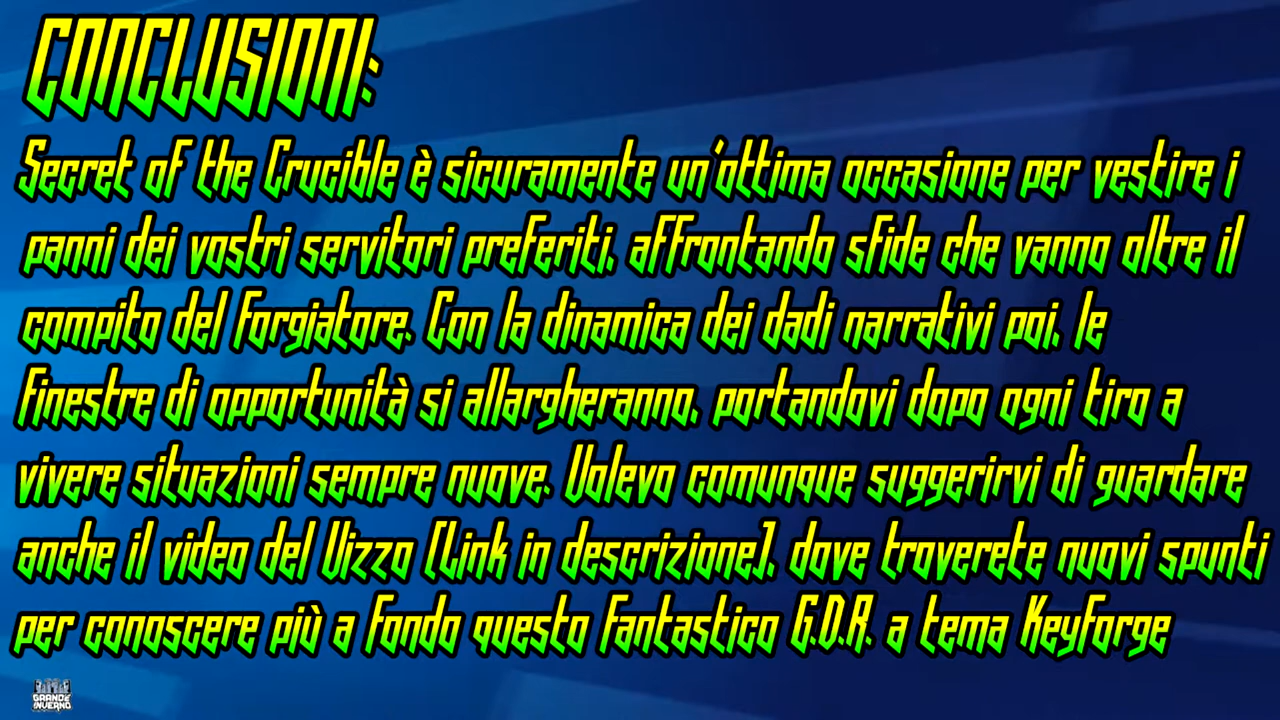 CONCLUSIONI:
Secret of the Crucible è sicuramente un'ottima occasione per vestire i
panni dei vostri servitori preferiti, affrontando sfide che vanno oltre il
compito del Forgiatore. Con la dinamica dei dadi narrativi poi, le
finestre di opportunità si allargheranno, portandovi dopo ogni tiro a
vivere situazioni sempre nuove. Volevo comunque suggerirvi di guardare
anche il video del Vizzo (Link in descrizione), dove troverete nuovi spunti
per conoscere più a fondo questo fantastico G.D.R. a tema KeyForge
GRANDE
INVERNO